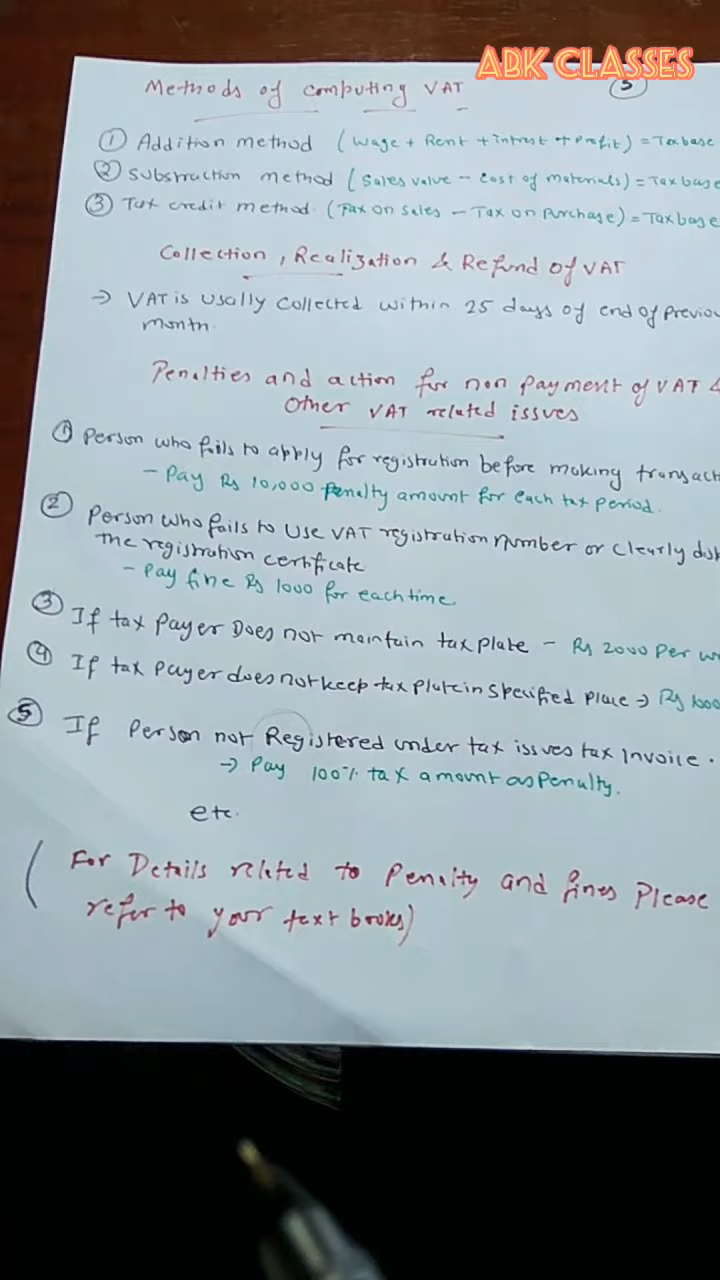 ABK CLASSES
Methods of computing VAT
5
① Addition method (Wage + Rent + intrest + Profit) = Taxbase
② Substruction method (Sales value - cost of materials) = Tax base
③ Tax credit method. (Tax on sales - Tax on purchase) = Tax base
Collection, Realization & Refund of VAT
→ VAT is usally collected within 25 days of end of previou
month.
Penalties and action for non payment of VAT &
Other VAT related issues
① Person who fails to apply for registration before making transact
- Pay Rs 10,000 Penalty amount for each tax period.
② Person who fails to use VAT registration number or clearly dis
the registration certificate
- Pay fine Rs 1000 for each time.
③ If tax payer Does not maintain tax plate - Rs 2000 per
④ If tax payer does not keep tax plate in specified place → Rs 1000
⑤ If Person not Registered under tax issues tax invoice.
→ Pay 100% tax amount as penalty.
etc.
(For Details related to Penalty and fines Please
refer to your text books)